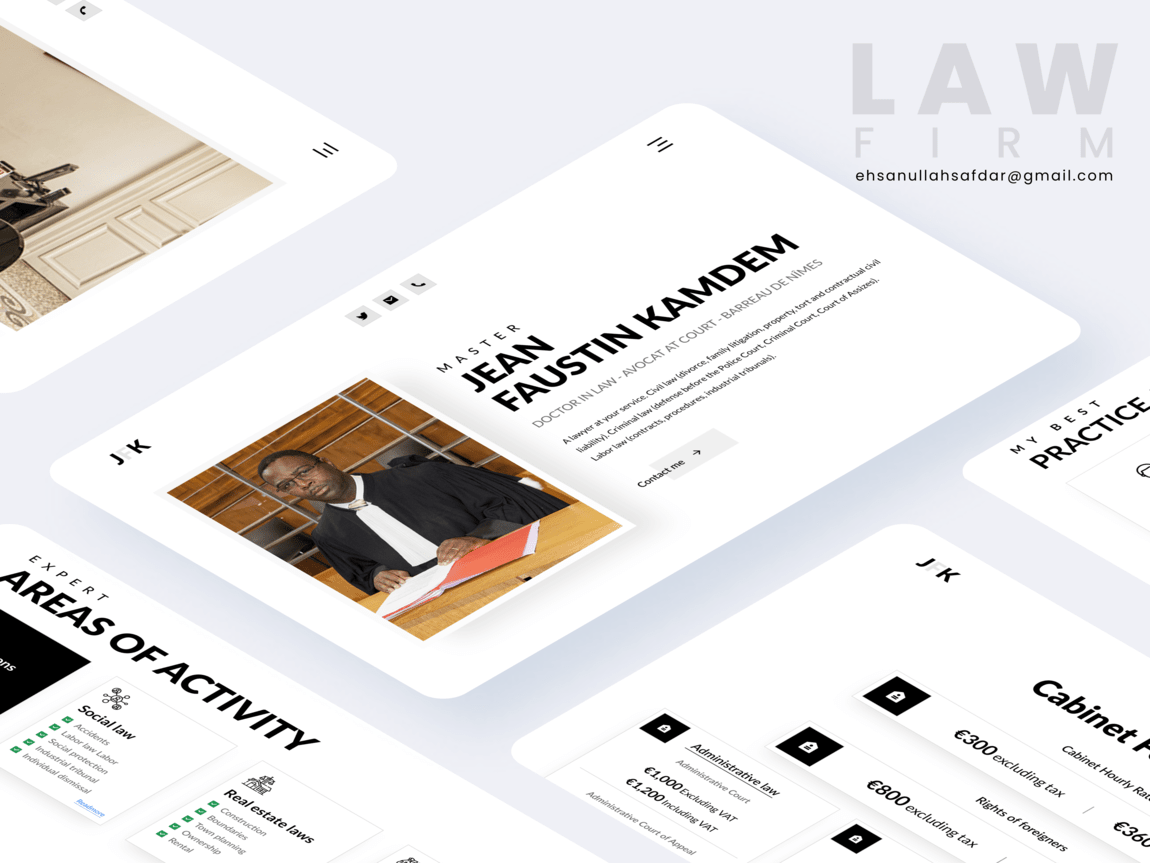 LAW
FIRM
ehsanullahsafdar@gmail.com
MASTER
JEAN
FAUSTIN KAMDEM
DOCTOR IN LAW - AVOCAT AT COURT - BARREAU DE NÎMES
A lawyer at your service. Civil law (divorce, family litigation, property, tort and contractual civil
liability). Criminal law (defense before the Police Court, Criminal Court, Court of Assizes).
Labor law (contracts, procedures, industrial tribunals).
Contact me
JFK
MY BEST
PRACTICE
EXPERT
AREAS OF ACTIVITY
Social law
Accidents
Labor law Labor
Social protection
Industrial tribunal
Individual dismissal
Readmore
Real estate laws
Construction
Boundaries
Town planning
Ownership
Rental
JFK
Cabinet
Administrative law
Administrative Court
€1,000 Excluding VAT
€1,200 Including VAT
Administrative Court of Appeal
Cabinet Hourly
€300 excluding tax
€360
Rights of foreigners
€800 excluding tax